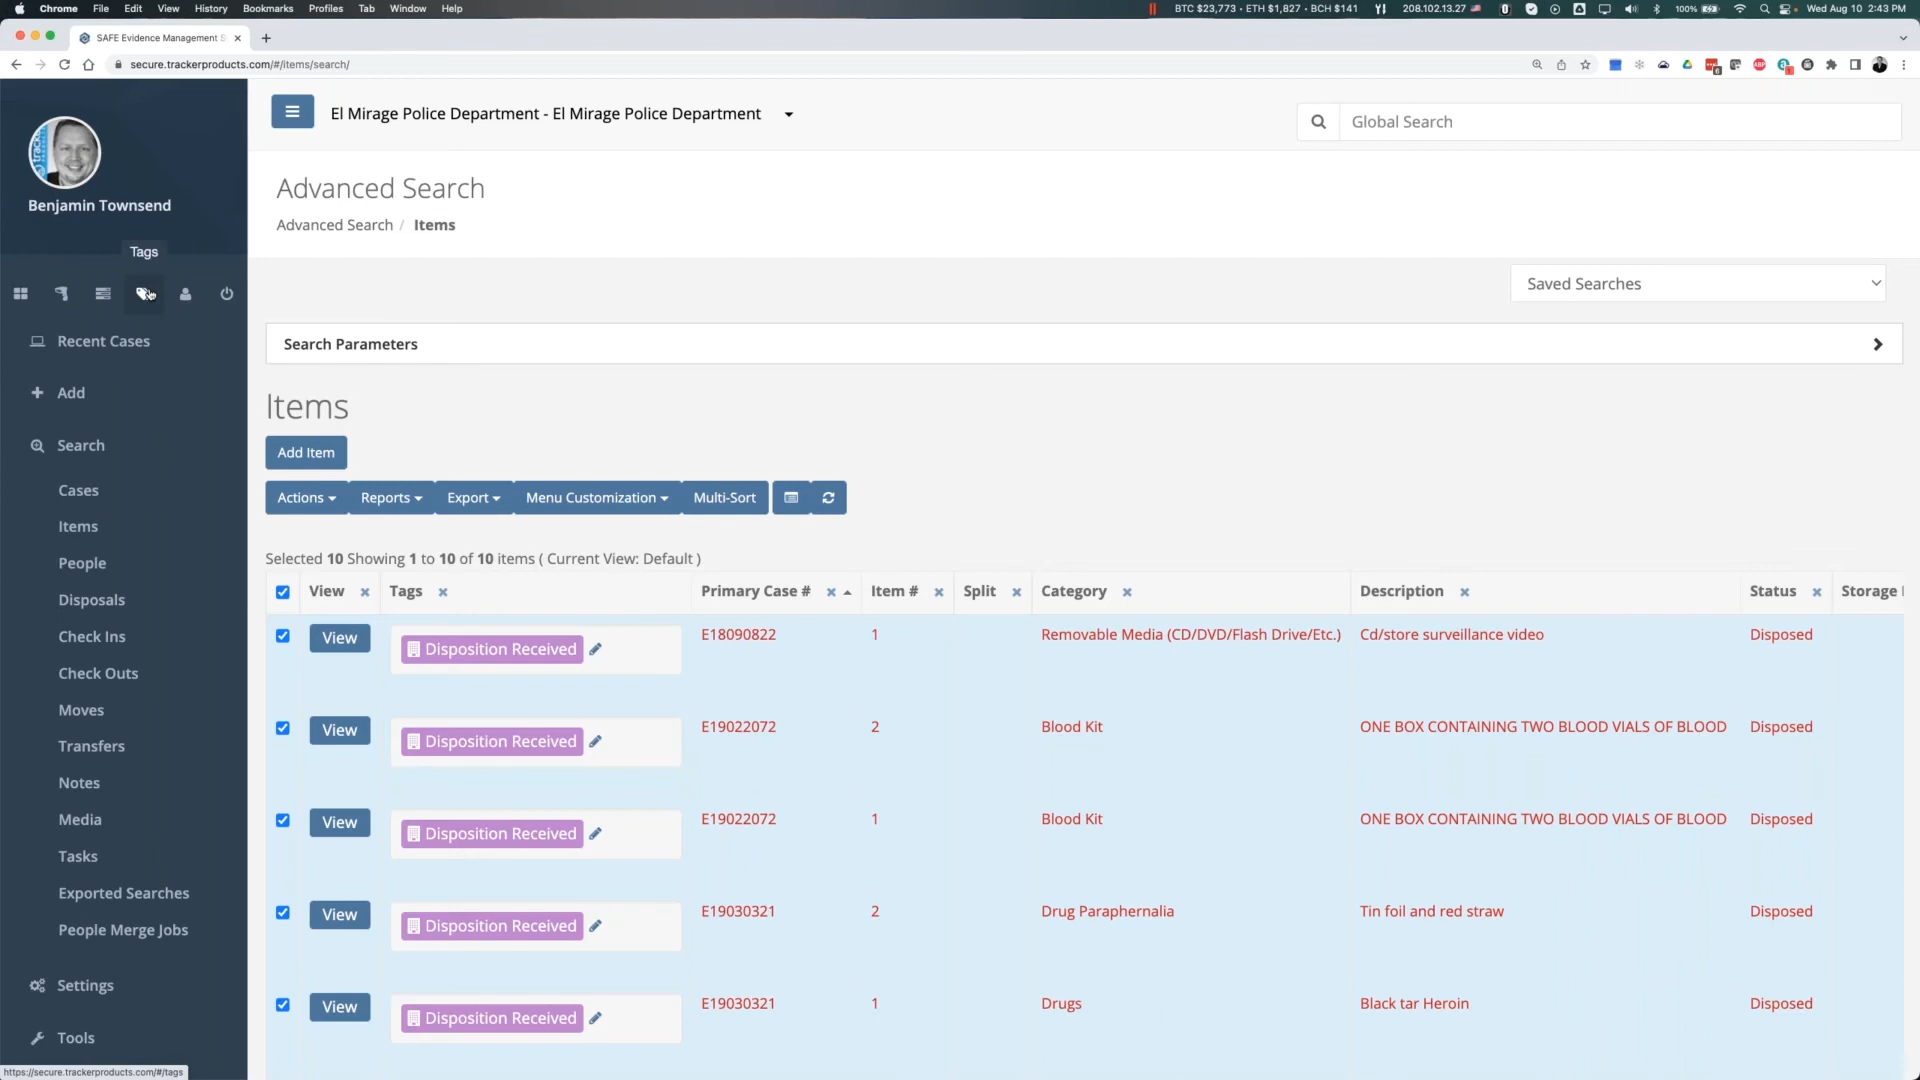 Chrome File Edit View History Bookmarks Profiles Tab Window Help BTC $23,773 • ETH $1,827 • BCH $141 208.102.13.27 100% Wed Aug 10 2:43 PM
SAFE Evidence Management S
secure.trackerproducts.com/#/items/search/
El Mirage Police Department - El Mirage Police Department
Global Search
Benjamin Townsend
Tags
Recent Cases
Add
Search
Cases
Items
People
Disposals
Check Ins
Check Outs
Moves
Transfers
Notes
Media
Tasks
Exported Searches
People Merge Jobs
Settings
Tools
https://secure.trackerproducts.com/#/tags
Advanced Search
Advanced Search / Items
Saved Searches
Search Parameters
Items
Add Item
Actions Reports Export Menu Customization Multi-Sort
Selected 10 Showing 1 to 10 of 10 items ( Current View: Default )
View Tags Primary Case # Item # Split Category Description Status Storage
View Disposition Received E18090822 1 Removable Media (CD/DVD/Flash Drive/Etc.) Cd/store surveillance video Disposed
View Disposition Received E19022072 2 Blood Kit ONE BOX CONTAINING TWO BLOOD VIALS OF BLOOD Disposed
View Disposition Received E19022072 1 Blood Kit ONE BOX CONTAINING TWO BLOOD VIALS OF BLOOD Disposed
View Disposition Received E19030321 2 Drug Paraphernalia Tin foil and red straw Disposed
View Disposition Received E19030321 1 Drugs Black tar Heroin Disposed